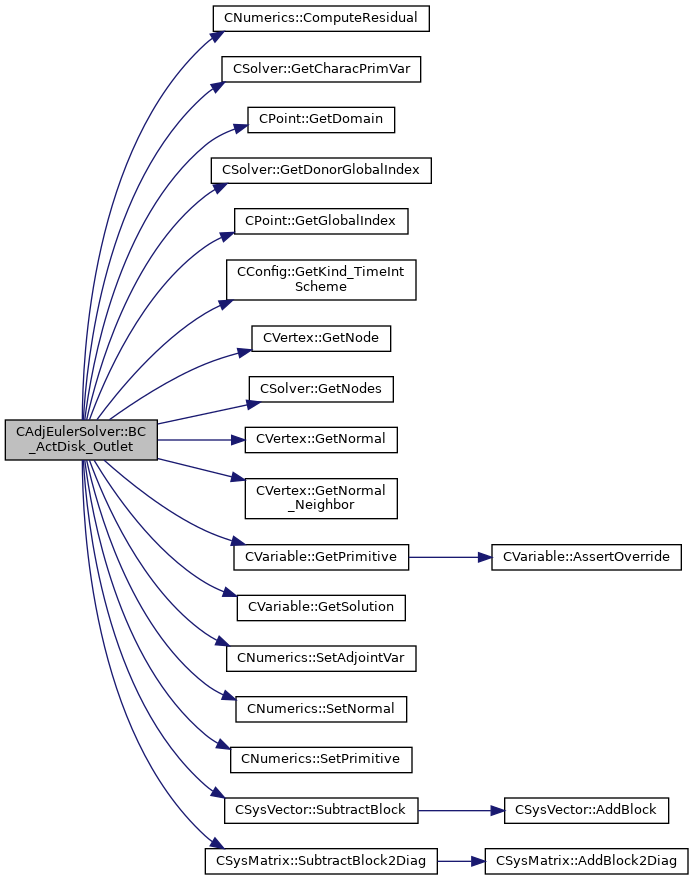 CNumerics::ComputeResidual
CSolver::GetCharacPrimVar
CPoint::GetDomain
CSolver::GetDonorGlobalIndex
CPoint::GetGlobalIndex
CConfig::GetKind_TimeInt
Scheme
CVertex::GetNode
CSolver::GetNodes
CAdjEulerSolver::BC
_ActDisk_Outlet
CVertex::GetNormal
CVertex::GetNormal
_Neighbor
CVariable::GetPrimitive
CVariable::AssertOverride
CVariable::GetSolution
CNumerics::SetAdjointVar
CNumerics::SetNormal
CNumerics::SetPrimitive
CSysVector::SubtractBlock
CSysVector::AddBlock
CSysMatrix::SubtractBlock2Diag
CSysMatrix::AddBlock2Diag